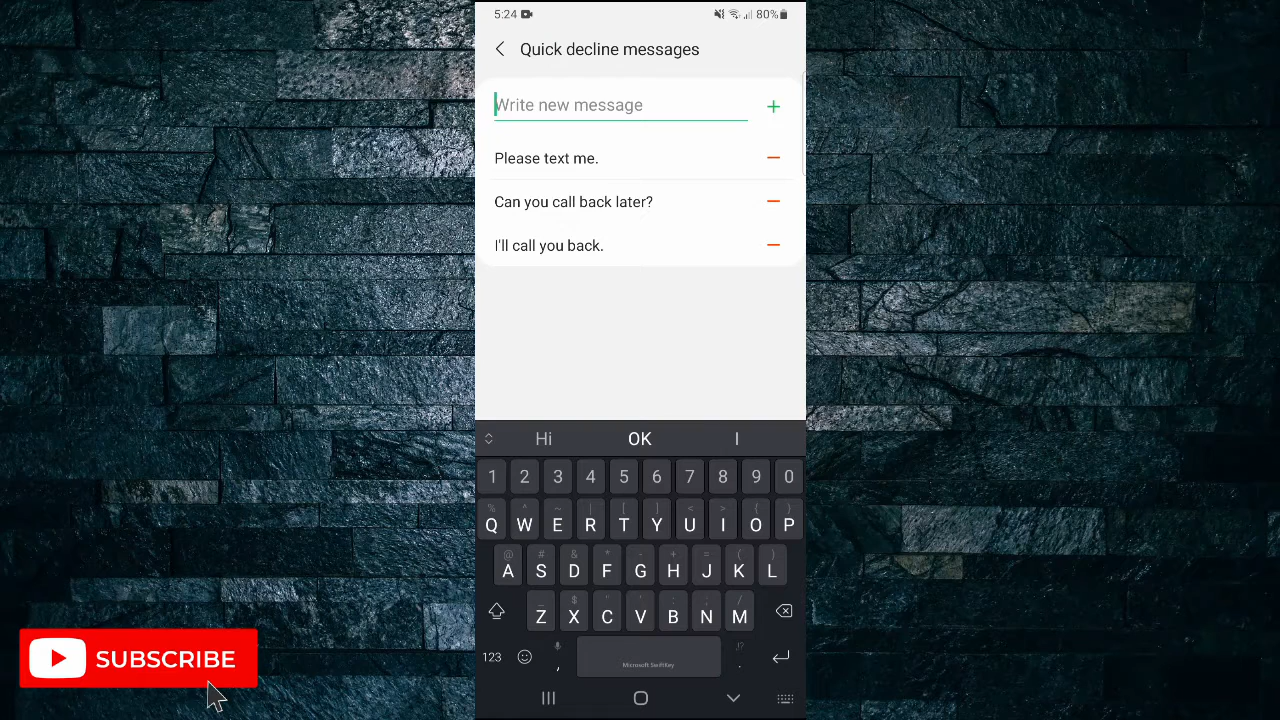 5:24 80%
Quick decline messages
Write new message +
Please text me.
Can you call back later?
I'll call you back.
Hi OK I
1 2 3 4 5 6 7 8 9 0
% ^ ~ | [ ] < > { }
Q W E R T Y U I O P
@ # & * - + = ( )
A S D F G H J K L
_ $ " ' : ; /
Z X C V B N M
123 , Microsoft SwiftKey !? .
SUBSCRIBE